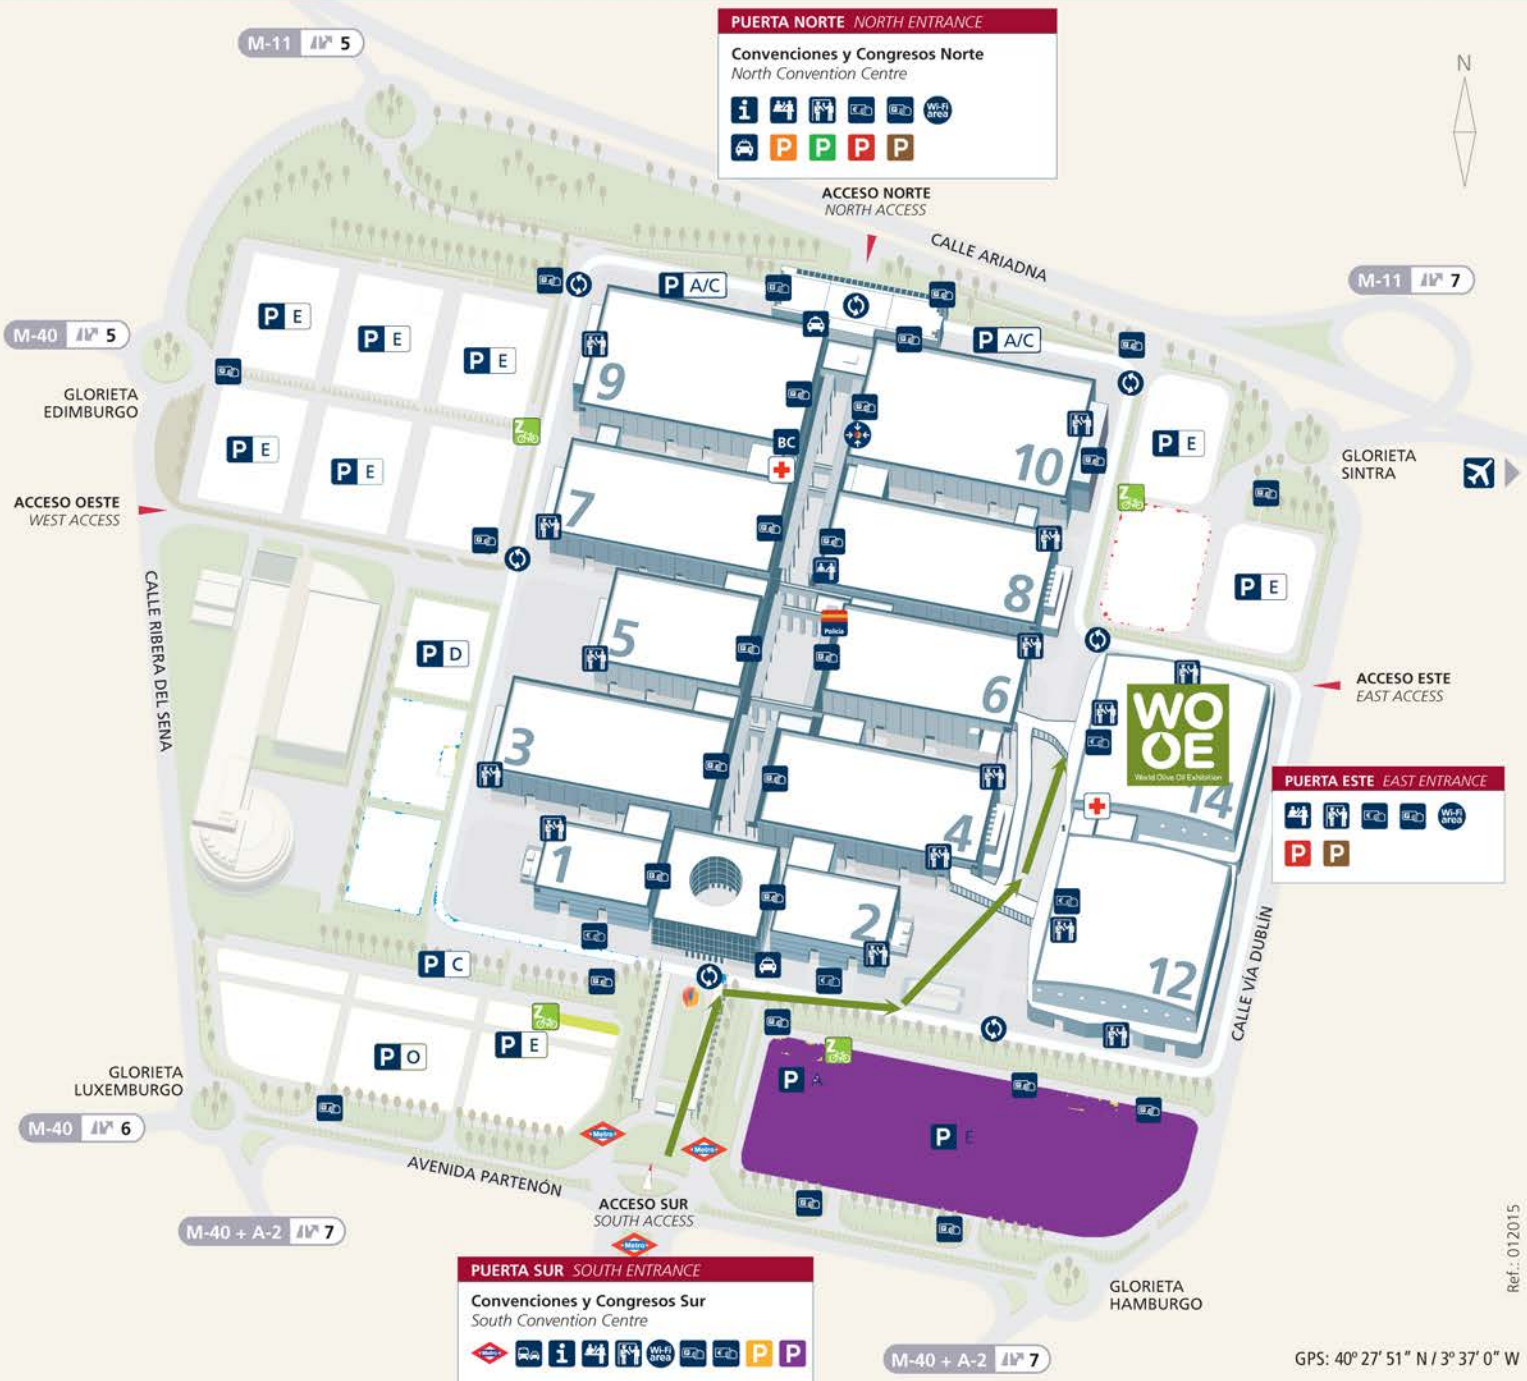 PUERTA NORTE NORTH ENTRANCE
Convenciones y Congresos Norte
North Convention Centre
i
Wi-Fi
area
P P P P
M-11 5
N
ACCESO NORTE
NORTH ACCESS
CALLE ARIADNA
M-11 7
M-40 5
GLORIETA
EDIMBURGO
P E
P E
P E
P E
P E
P A/C
P A/C
P E
P E
GLORIETA
SINTRA
ACCESO OESTE
WEST ACCESS
CALLE RIBERA DEL SENA
9
10
BC
7
8
Z
Z
5
Policía
6
P D
3
4
1
2
WO
OE
World Olive Oil Exhibition
14
12
ACCESO ESTE
EAST ACCESS
PUERTA ESTE EAST ENTRANCE
Wi-Fi
area
P P
CALLE VÍA DUBLÍN
P C
Z
P E
P O
Z
P A
P E
GLORIETA
LUXEMBURGO
M-40 6
AVENIDA PARTENÓN
Metro
Metro
ACCESO SUR
SOUTH ACCESS
Metro
M-40 + A-2 7
PUERTA SUR SOUTH ENTRANCE
Convenciones y Congresos Sur
South Convention Centre
Metro i Wi-Fi
area
P P
GLORIETA
HAMBURGO
M-40 + A-2 7
Ref.: 012015
GPS: 40º 27' 51" N / 3º 37' 0" W